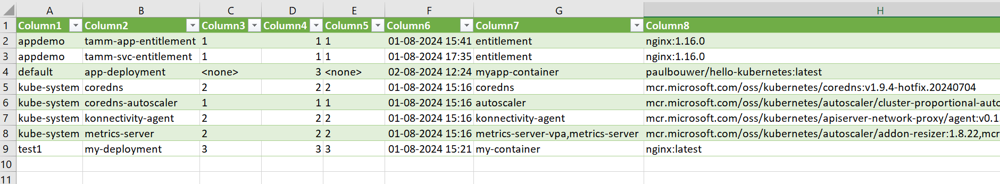 A B C D E F G H
1 Column1 Column2 Column3 Column4 Column5 Column6 Column7 Column8
2 appdemo tamm-app-entitlement 1 1 1 01-08-2024 15:41 entitlement nginx:1.16.0
3 appdemo tamm-svc-entitlement 1 1 1 01-08-2024 17:35 entitlement nginx:1.16.0
4 default app-deployment <none> 3 <none> 02-08-2024 12:24 myapp-container paulbouwer/hello-kubernetes:latest
5 kube-system coredns 2 2 2 01-08-2024 15:16 coredns mcr.microsoft.com/oss/kubernetes/coredns:v1.9.4-hotfix.20240704
6 kube-system coredns-autoscaler 1 1 1 01-08-2024 15:16 autoscaler mcr.microsoft.com/oss/kubernetes/autoscaler/cluster-proportional-auto
7 kube-system konnectivity-agent 2 2 2 01-08-2024 15:16 konnectivity-agent mcr.microsoft.com/oss/kubernetes/apiserver-network-proxy/agent:v0.1.
8 kube-system metrics-server 2 2 2 01-08-2024 15:16 metrics-server-vpa,metrics-server mcr.microsoft.com/oss/kubernetes/autoscaler/addon-resizer:1.8.22,mcr
9 test1 my-deployment 3 3 3 01-08-2024 15:21 my-container nginx:latest
10
11